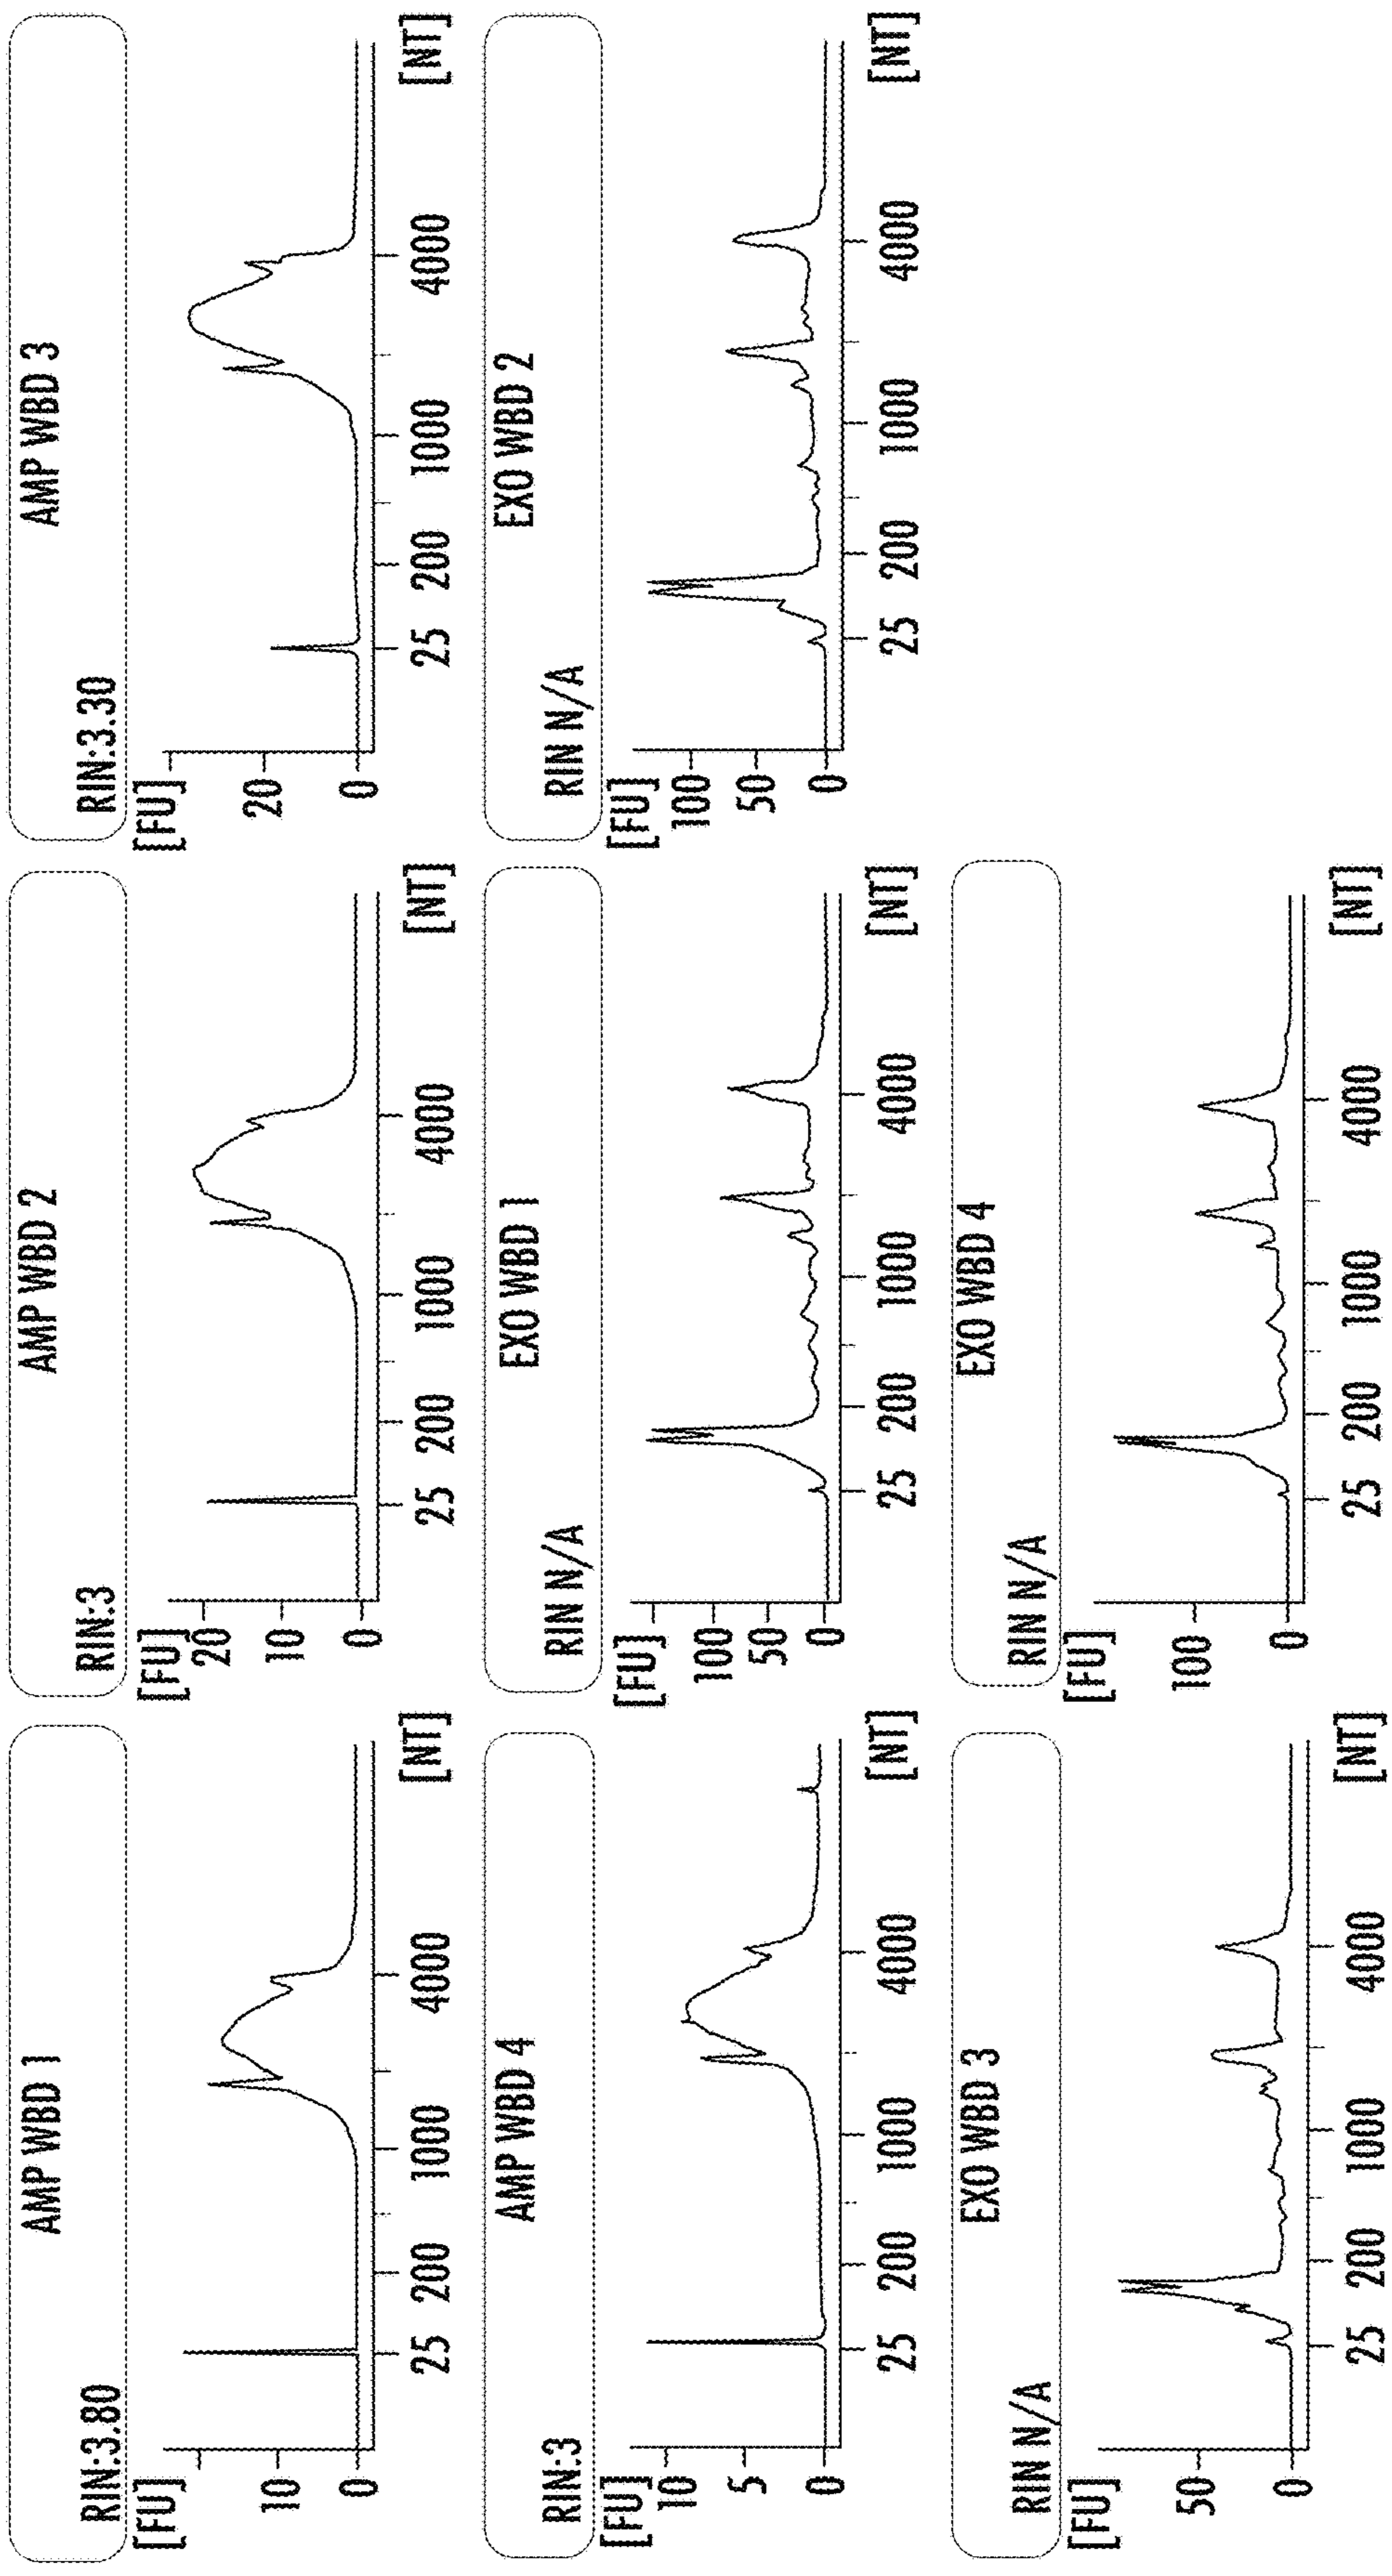 AMP WBD 1
RIN:3.80
[FU]
10
0
25 200 1000 4000 [NT]
AMP WBD 2
RIN:3
[FU]
20
10
0
25 200 1000 4000 [NT]
AMP WBD 3
RIN:3.30
[FU]
20
0
25 200 1000 4000 [NT]
AMP WBD 4
RIN:3
[FU]
10
5
0
25 200 1000 4000 [NT]
EXO WBD 1
RIN N/A
[FU]
100
50
0
25 200 1000 4000 [NT]
EXO WBD 2
RIN N/A
[FU]
100
50
0
25 200 1000 4000 [NT]
EXO WBD 3
RIN N/A
[FU]
50
0
25 200 1000 4000 [NT]
EXO WBD 4
RIN N/A
[FU]
100
0
25 200 1000 4000 [NT]